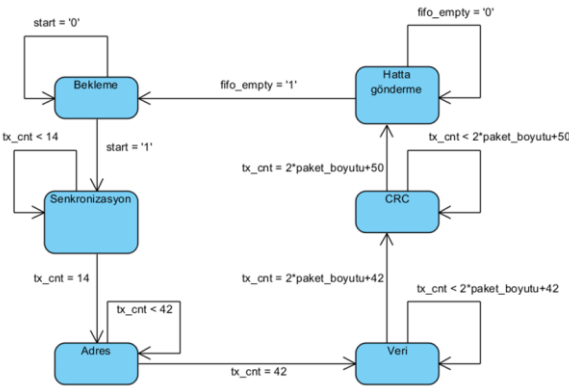 start = '0'
fifo_empty = '0'
Bekleme
fifo_empty = '1'
Hatta
gönderme
tx_cnt < 14
start = '1'
tx_cnt = 2*paket_boyutu+50
tx_cnt < 2*paket_boyutu+50
Senkronizasyon
CRC
tx_cnt = 14
tx_cnt = 2*paket_boyutu+42
tx_cnt < 2*paket_boyutu+42
tx_cnt < 42
Adres
Veri
tx_cnt = 42